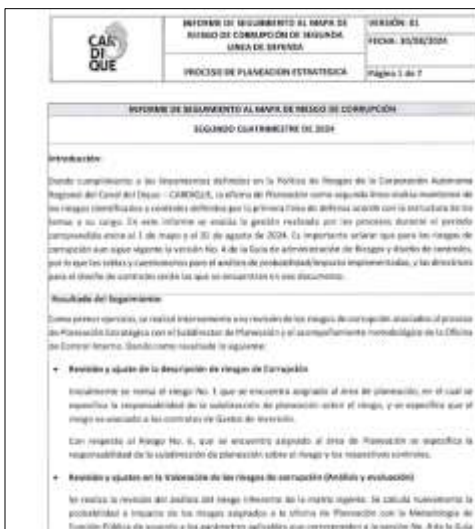 CAR
DI
QUE
INFORME DE SEGUIMIENTO AL MAPA DE
RIESGO DE CORRUPCIÓN DE SEGUNDA
LINEA DE DEFENSA
PROCESO DE PLANEACION ESTRATEGICA
VERSIÓN: 01
FECHA: 30/08/2024
Página 1 de 7
INFORME DE SEGUIMIENTO AL MAPA DE RIESGO DE CORRUPCIÓN
SEGUNDO CUATRIMESTRE DE 2024
Introducción:
Dando cumplimiento a los lineamientos definidos en la Política de Riesgos de la Corporación Autónoma
Regional del Canal del Dique – CARDIQUE, la oficina de Planeación como segunda línea realiza monitoreo de
los riesgos identificados y controles definidos por la primera línea de defensa acorde con la estructura de los
temas a su cargo. En este informe se evalúa la gestión realizada por los procesos durante el periodo
comprendido entre el 1 de mayo y el 31 de agosto de 2024. Es importante aclarar que para los riesgos de
corrupción aun sigue vigente la versión No. 4 de la Guía de administración de Riesgos y diseño de controles,
por lo que las tablas y cuestionarios para el análisis de probabilidad/impacto implementadas, y las directrices
para el diseño de controles serán las que se encuentran en ese documento.
Resultado del Seguimiento:
Como primer ejercicio, se realizó internamente una revisión de los riesgos de corrupción asociados al proceso
de Planeación Estratégica con el Subdirector de Planeación y el acompañamiento metodológico de la Oficina
de Control Interno. Dando como resultado lo siguiente:
• Revisión y ajuste de la descripción de riesgos de Corrupción
Inicialmente se revisa el riesgo No. 1 que se encuentra asignado al área de planeación, en el cual se
especifica la responsabilidad de la subdirección de planeación sobre el riesgo, y se especifica que el
riesgo es asociado a los contratos de Gastos de Inversión.
Con respecto al Riesgo No. 6, que se encuentra asignado al área de Planeación se especifica la
responsabilidad de la subdirección de planeación sobre el riesgo y los respectivos controles.
• Revisión y ajustes en la Valoración de los riesgos de corrupción (Análisis y evaluación)
Se realiza la revisión del análisis del riesgo inherente de la matriz vigente. Se calcula nuevamente la
probabilidad e impacto de los riesgos asignados a la oficina de Planeación con la Metodología de
Función Pública de acuerdo a los parámetros aplicables que corresponden a la versión No. 4 de la Guía